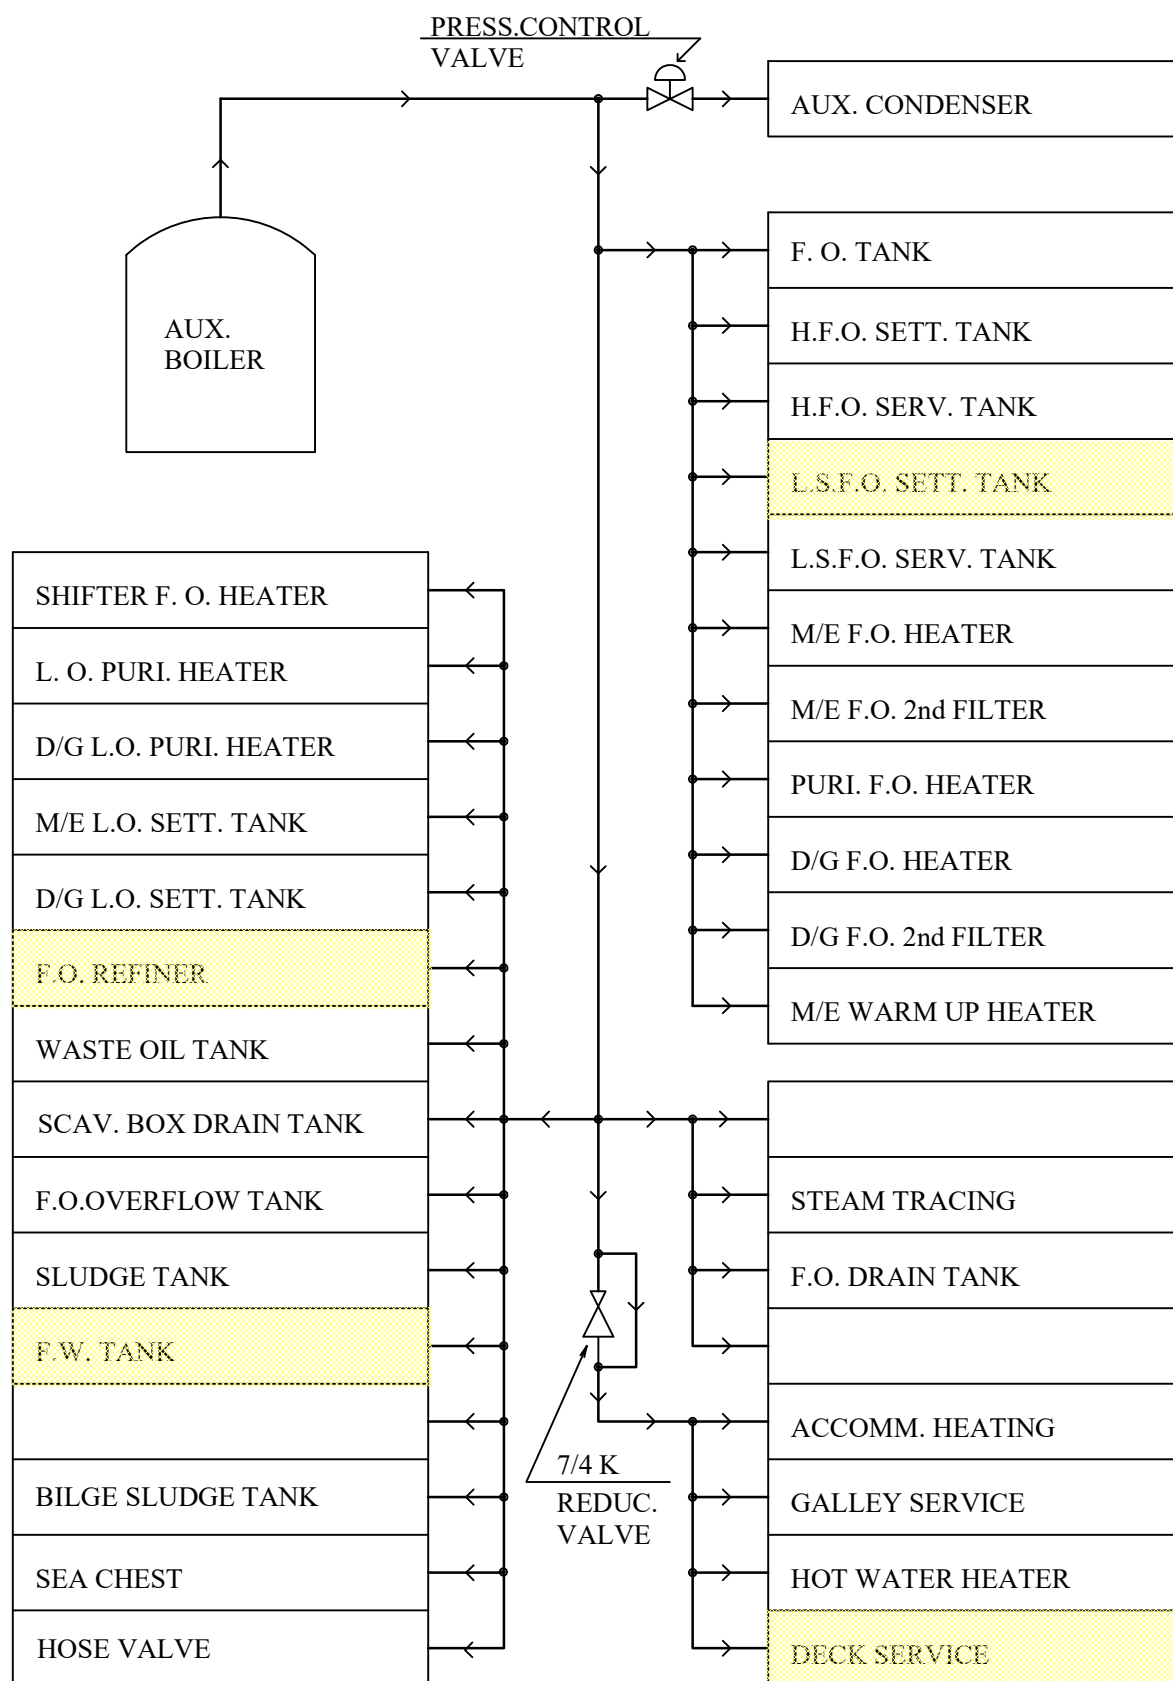 PRESS.CONTROL
VALVE
AUX. CONDENSER
AUX.
BOILER
F. O. TANK
H.F.O. SETT. TANK
H.F.O. SERV. TANK
L.S.F.O. SETT. TANK
L.S.F.O. SERV. TANK
M/E F.O. HEATER
M/E F.O. 2nd FILTER
PURI. F.O. HEATER
D/G F.O. HEATER
D/G F.O. 2nd FILTER
M/E WARM UP HEATER
SHIFTER F. O. HEATER
L. O. PURI. HEATER
D/G L.O. PURI. HEATER
M/E L.O. SETT. TANK
D/G L.O. SETT. TANK
F.O. REFINER
WASTE OIL TANK
SCAV. BOX DRAIN TANK
F.O.OVERFLOW TANK
SLUDGE TANK
F.W. TANK
BILGE SLUDGE TANK
SEA CHEST
HOSE VALVE
7/4 K
REDUC.
VALVE
STEAM TRACING
F.O. DRAIN TANK
ACCOMM. HEATING
GALLEY SERVICE
HOT WATER HEATER
DECK SERVICE